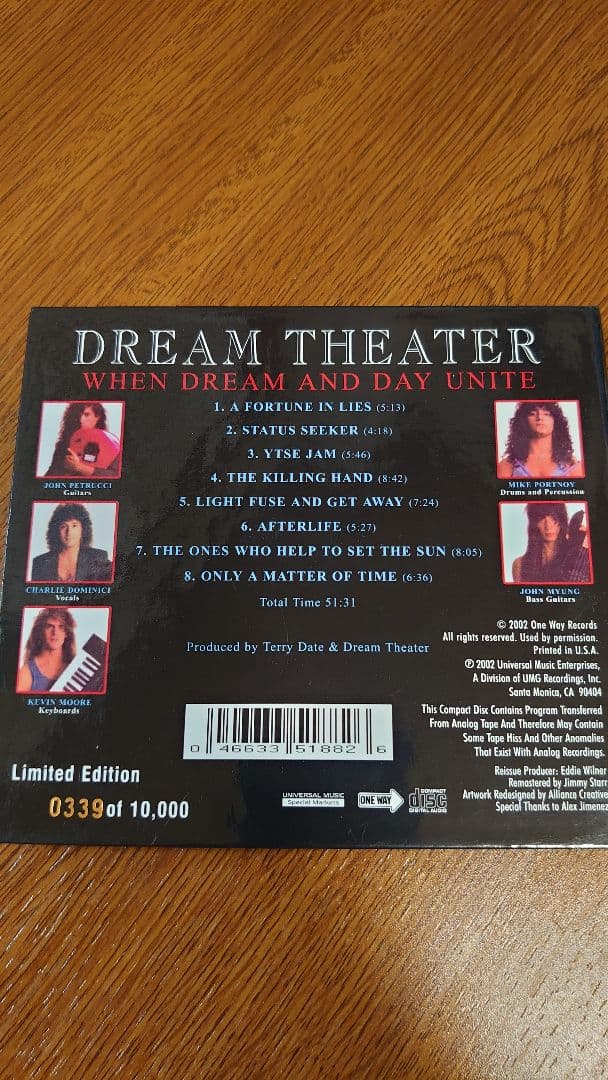 DREAM THEATER
WHEN DREAM AND DAY UNITE
1. A FORTUNE IN LIES (5:13)
2. STATUS SEEKER (4:18)
3. YTSE JAM (5:46)
4. THE KILLING HAND (8:42)
5. LIGHT FUSE AND GET AWAY (7:24)
6. AFTERLIFE (5:27)
7. THE ONES WHO HELP TO SET THE SUN (8:05)
8. ONLY A MATTER OF TIME (6:36)
Total Time 51:31
Produced by Terry Date & Dream Theater
JOHN PETRUCCI
Guitars
CHARLIE DOMINICI
Vocals
KEVIN MOORE
Keyboards
MIKE PORTNOY
Drums and Percussion
JOHN MYUNG
Bass Guitars
© 2002 One Way Records
All rights reserved. Used by permission.
Printed in U.S.A.
℗ 2002 Universal Music Enterprises,
A Division of UMG Recordings, Inc.
Santa Monica, CA 90404
This Compact Disc Contains Program Transferred
From Analog Tape And Therefore May Contain
Some Tape Hiss And Other Anomalies
That Exist With Analog Recordings.
Reissue Producer: Eddie Wilner
Remastered by Jimmy Starr
Artwork Redesigned by Alliance Creative
Special Thanks to Alex Jimenez
0 46633 51882 6
Limited Edition
0339 of 10,000
UNIVERSAL MUSIC
Special Markets
ONE WAY
COMPACT
disc
DIGITAL AUDIO